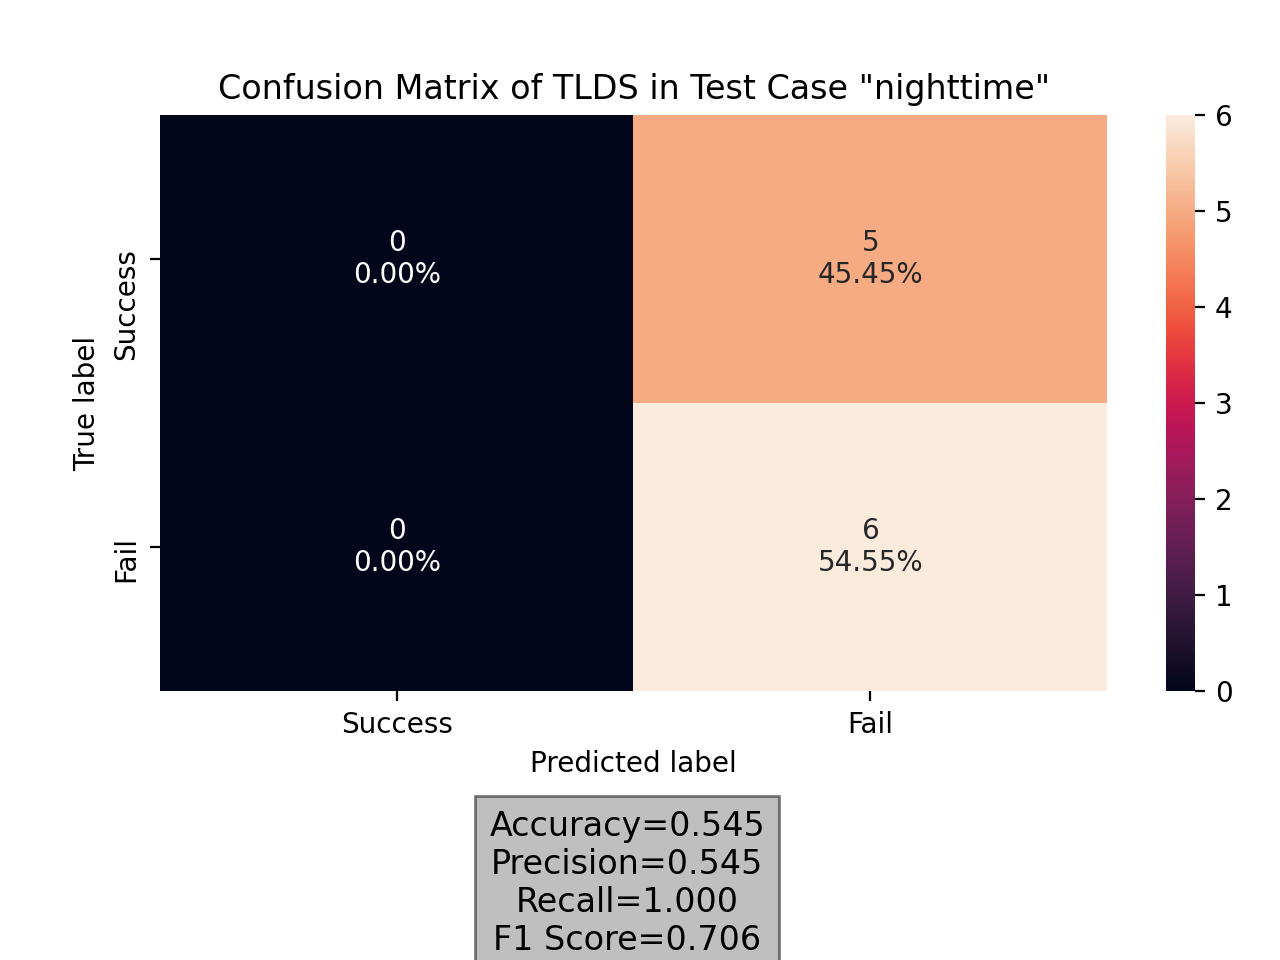 Confusion Matrix of TLDS in Test Case "nighttime"
True label
Success
Fail
0
0.00%
5
45.45%
0
0.00%
6
54.55%
6
5
4
3
2
1
0
Success
Fail
Predicted label
Accuracy=0.545
Precision=0.545
Recall=1.000
F1 Score=0.706